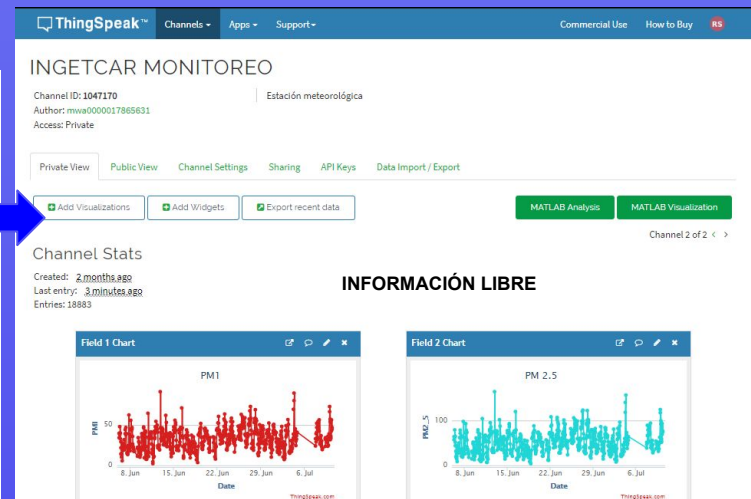 ThingSpeak™ Channels Apps Support Commercial Use How to Buy RS
INGETCAR MONITOREO
Channel ID: 1047170 Estación meteorológica
Author: mwa0000017865631
Access: Private
Private View Public View Channel Settings Sharing API Keys Data Import / Export
Add Visualizations Add Widgets Export recent data MATLAB Analysis MATLAB Visualization
Channel 2 of 2 < >
Channel Stats
Created: 2 months ago
Last entry: 3 minutes ago
Entries: 18883
INFORMACIÓN LIBRE
Field 1 Chart
PM1
PMI
50
0
8. Jun 15. Jun 22. Jun 29. Jun 6. Jul
Date
ThingSpeak.com
Field 2 Chart
PM 2.5
PM2_5
100
0
8. Jun 15. Jun 22. Jun 29. Jun 6. Jul
Date
ThingSpeak.com